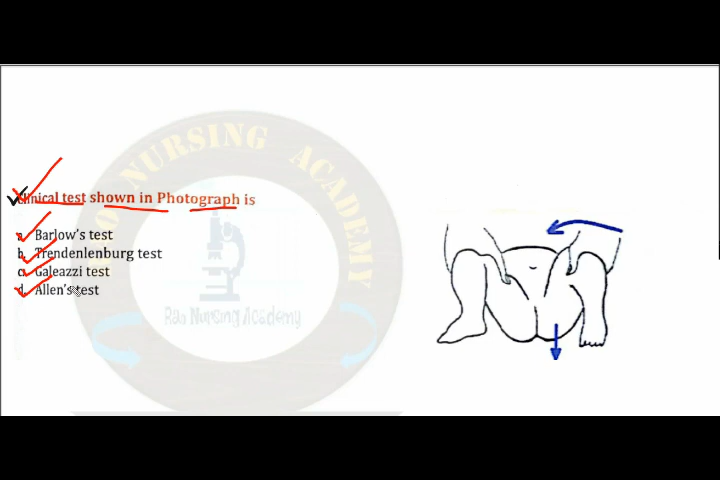 NURSING ACADEMY
Clinical test shown in Photograph is
a. Barlow's test
b. Trendenlenburg test
c. Galeazzi test
d. Allen's test
Rao Nursing Academy